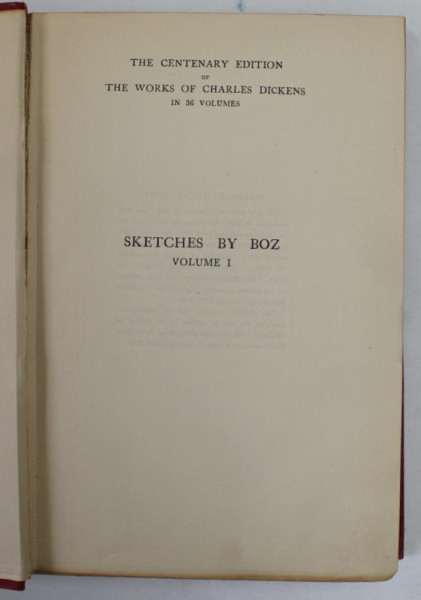 THE CENTENARY EDITION
OF
THE WORKS OF CHARLES DICKENS
IN 36 VOLUMES
SKETCHES BY BOZ
VOLUME I